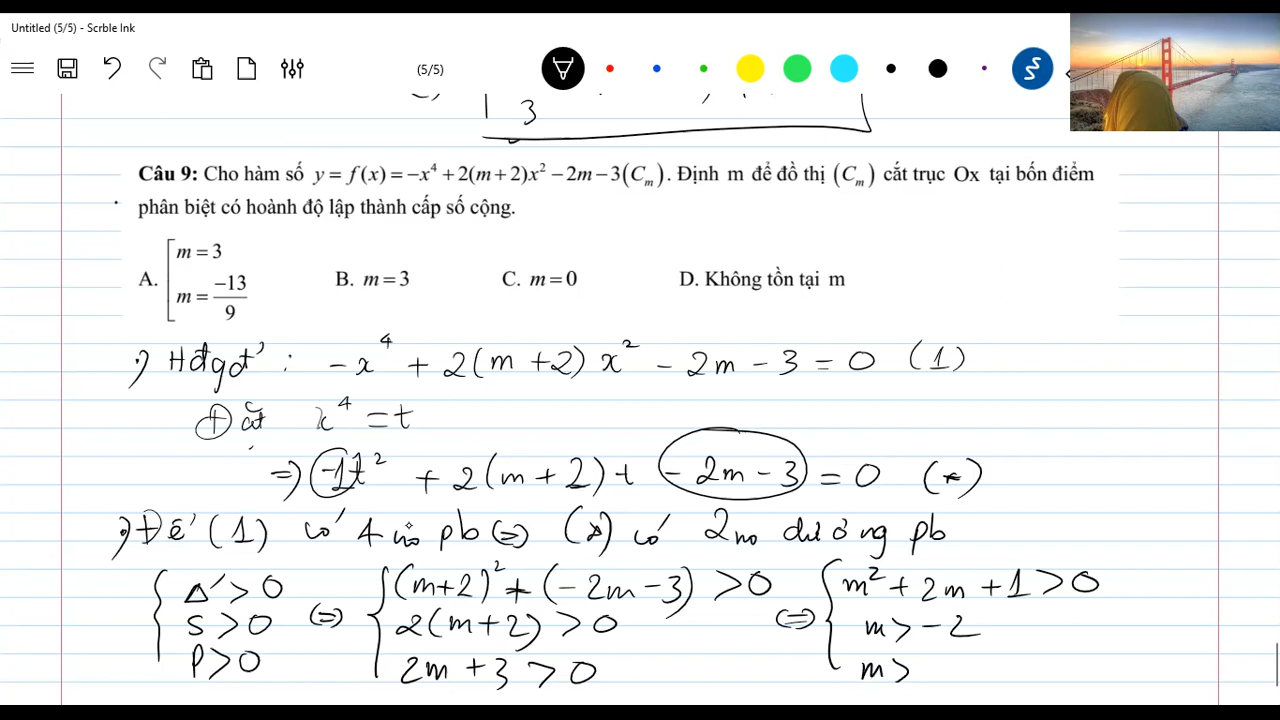 Untitled (5/5) - Scrble Ink
(5/5)
3
Câu 9: Cho hàm số y = f(x) = -x⁴ + 2(m+2)x² - 2m - 3(Cₘ). Định m để đồ thị (Cₘ) cắt trục Ox tại bốn điểm
phân biệt có hoành độ lập thành cấp số cộng.
A. [ m = 3 ; m = -13/9 B. m = 3 C. m = 0 D. Không tồn tại m
-x⁴ + 2(m+2)x² - 2m - 3 = 0 (1)
Đặt x⁴ = t
=> -1t² + 2(m+2)t - 2m - 3 = 0 (*)
Để (1) có 4 no pb <=> (*) có 2 no dương pb
{ Δ' > 0 <=> { (m+2)² + (-2m-3) > 0 <=> { m² + 2m + 1 > 0
S > 0 2(m+2) > 0 m > -2
P > 0 2m + 3 > 0 m >